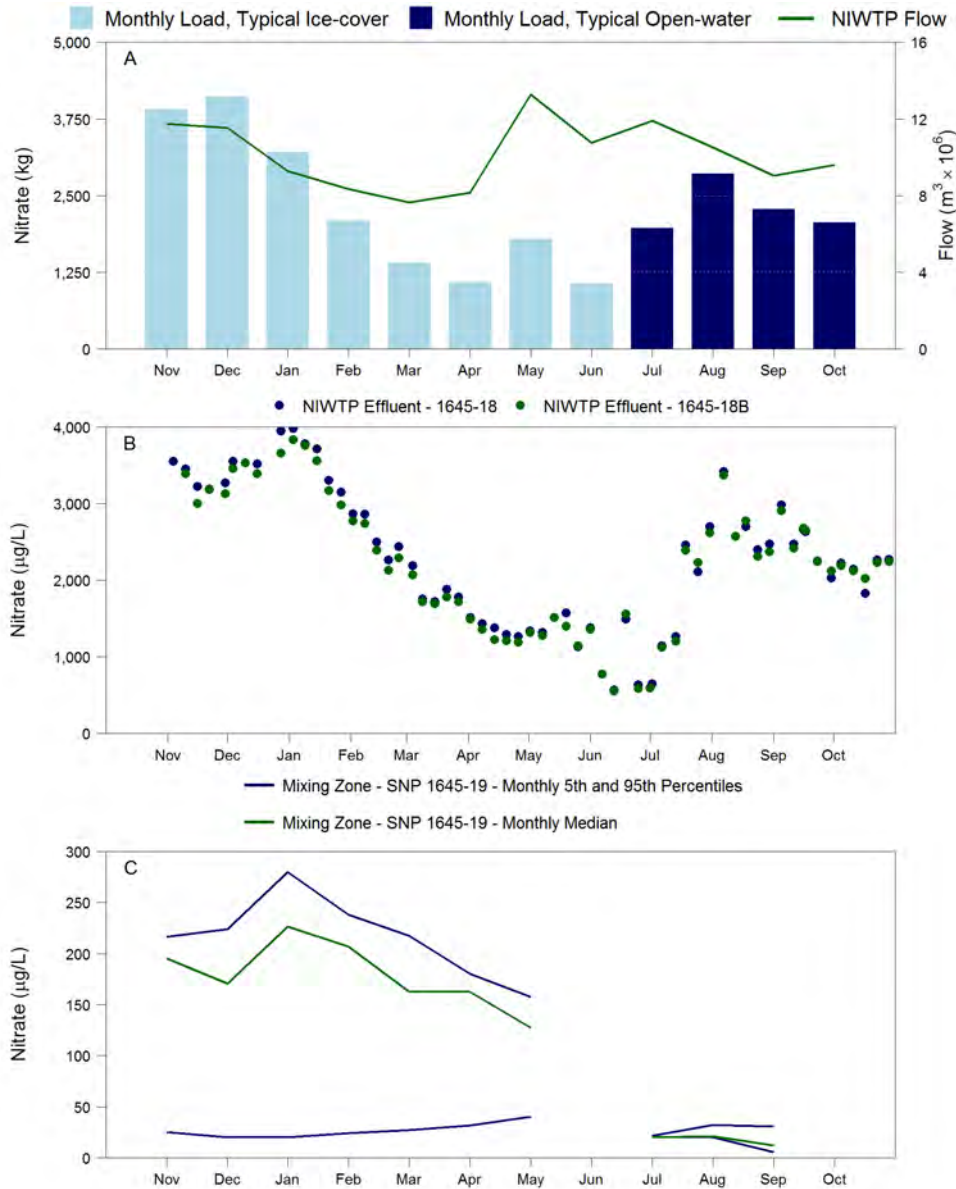 Monthly Load, Typical Ice-cover Monthly Load, Typical Open-water NIWTP Flow
A
5,000
3,750
2,500
1,250
0
Nitrate (kg)
16
12
8
4
0
Flow (m³ × 10⁶)
Nov Dec Jan Feb Mar Apr May Jun Jul Aug Sep Oct
NIWTP Effluent - 1645-18 NIWTP Effluent - 1645-18B
B
4,000
3,000
2,000
1,000
0
Nitrate (µg/L)
Nov Dec Jan Feb Mar Apr May Jun Jul Aug Sep Oct
Mixing Zone - SNP 1645-19 - Monthly 5th and 95th Percentiles
Mixing Zone - SNP 1645-19 - Monthly Median
C
300
250
200
150
100
50
0
Nitrate (µg/L)
Nov Dec Jan Feb Mar Apr May Jun Jul Aug Sep Oct